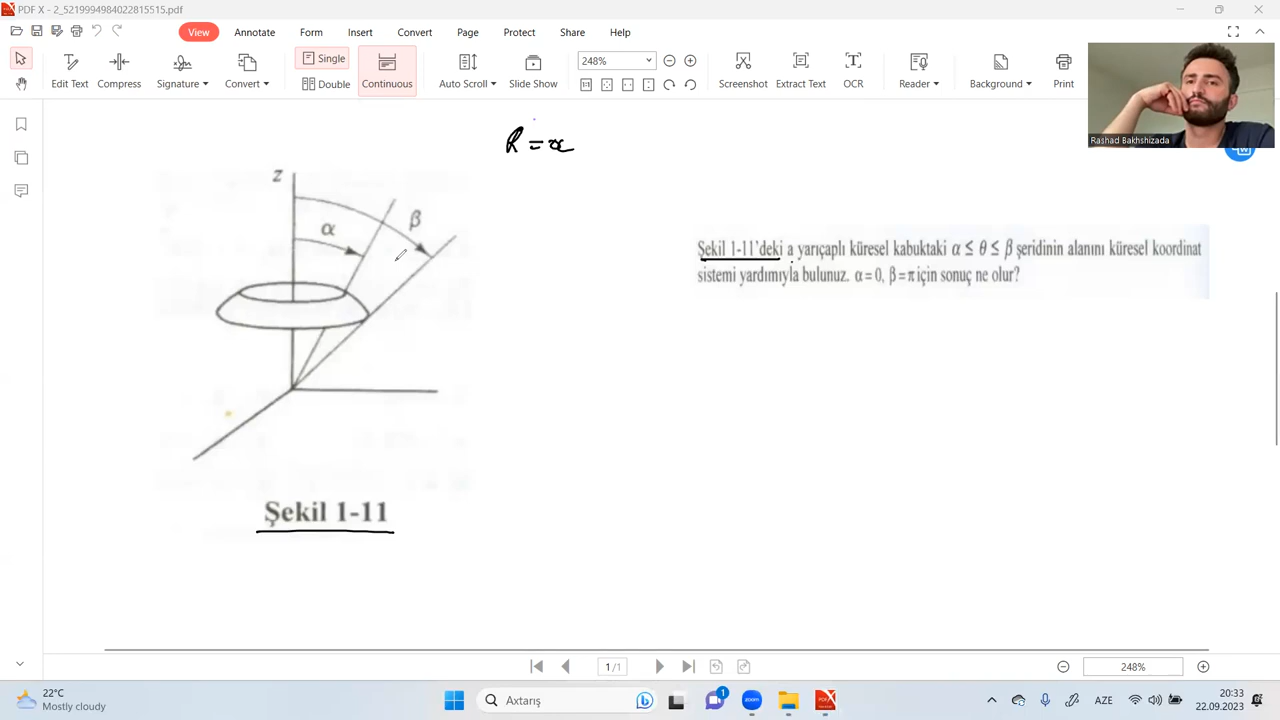 PDF X - 2_5219994984022815515.pdf
View Annotate Form Insert Convert Page Protect Share Help
Edit Text Compress Signature Convert Single Double Continuous Auto Scroll Slide Show 248% Screenshot Extract Text OCR Reader Background Print
Rashad Bakhshizada
R = a
z
α
β
Şekil 1-11
Şekil 1-11'deki a yarıçaplı küresel kabuktaki α ≤ θ ≤ β şeridinin alanını küresel koordinat
sistemi yardımıyla bulunuz. α = 0, β = π için sonuç ne olur?
1/1
248%
22°C
Mostly cloudy
Axtarış
1
AZE
20:33
22.09.2023